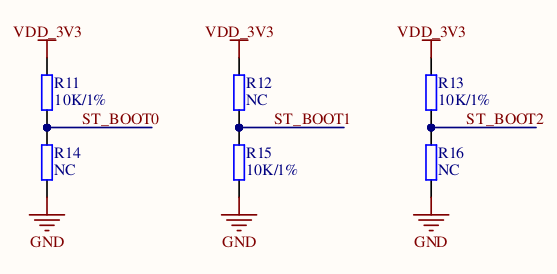 VDD_3V3
R11
10K/1%
ST_BOOT0
R14
NC
GND
VDD_3V3
R12
NC
ST_BOOT1
R15
10K/1%
GND
VDD_3V3
R13
10K/1%
ST_BOOT2
R16
NC
GND